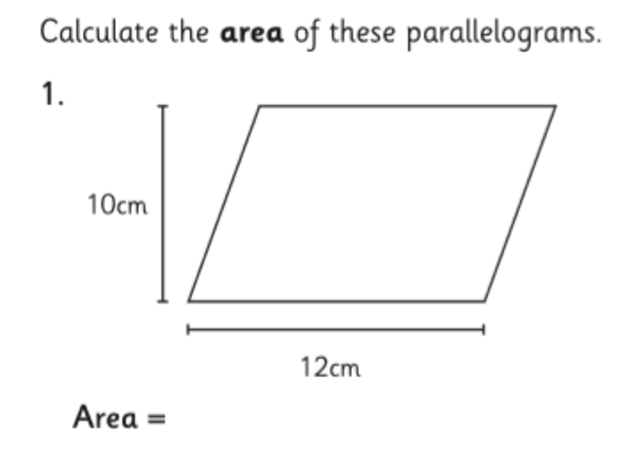 Calculate the area of these parallelograms.
1.
10cm
12cm
Area =